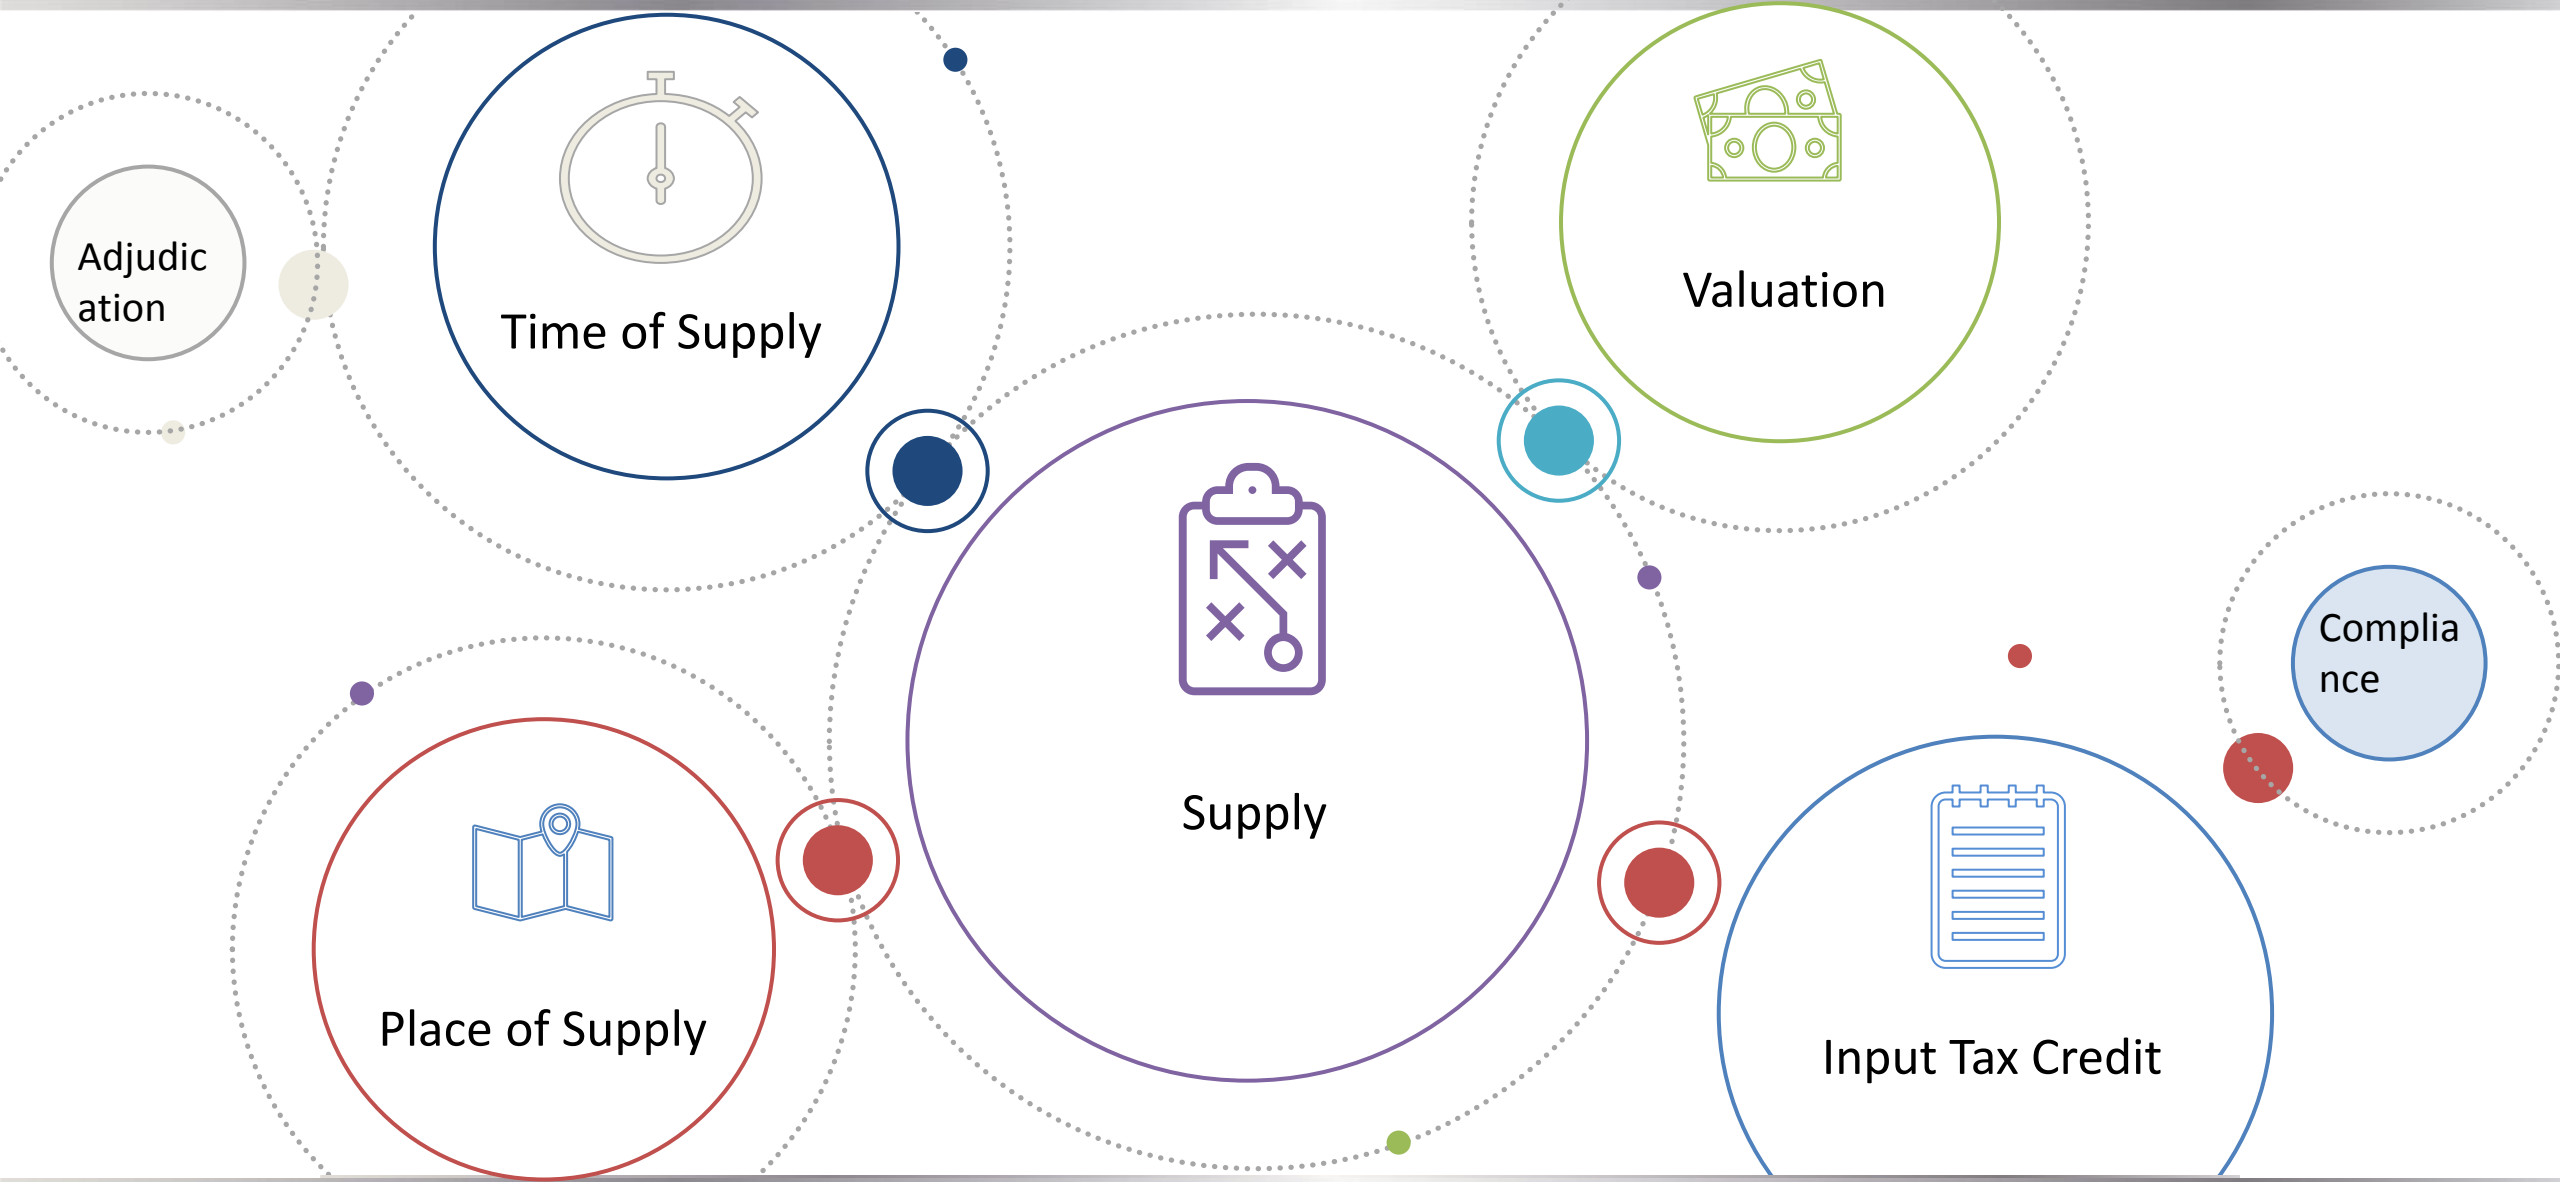 Adjudic
ation
Time of Supply
Valuation
Supply
Complia
nce
Place of Supply
Input Tax Credit